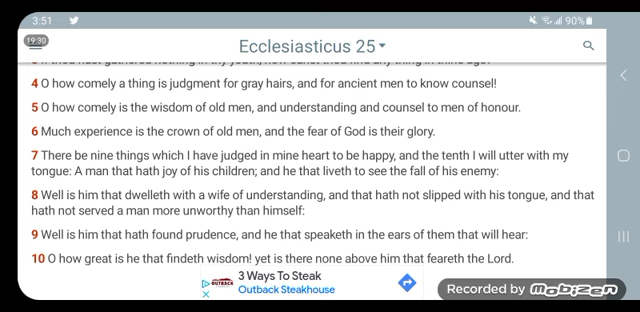 3:51
90%
19:30
Ecclesiasticus 25
4 O how comely a thing is judgment for gray hairs, and for ancient men to know counsel!
5 O how comely is the wisdom of old men, and understanding and counsel to men of honour.
6 Much experience is the crown of old men, and the fear of God is their glory.
7 There be nine things which I have judged in mine heart to be happy, and the tenth I will utter with my
tongue: A man that hath joy of his children; and he that liveth to see the fall of his enemy:
8 Well is him that dwelleth with a wife of understanding, and that hath not slipped with his tongue, and that
hath not served a man more unworthy than himself:
9 Well is him that hath found prudence, and he that speaketh in the ears of them that will hear:
10 O how great is he that findeth wisdom! yet is there none above him that feareth the Lord.
OUTBACK
3 Ways To Steak
Outback Steakhouse
Recorded by Mobizen